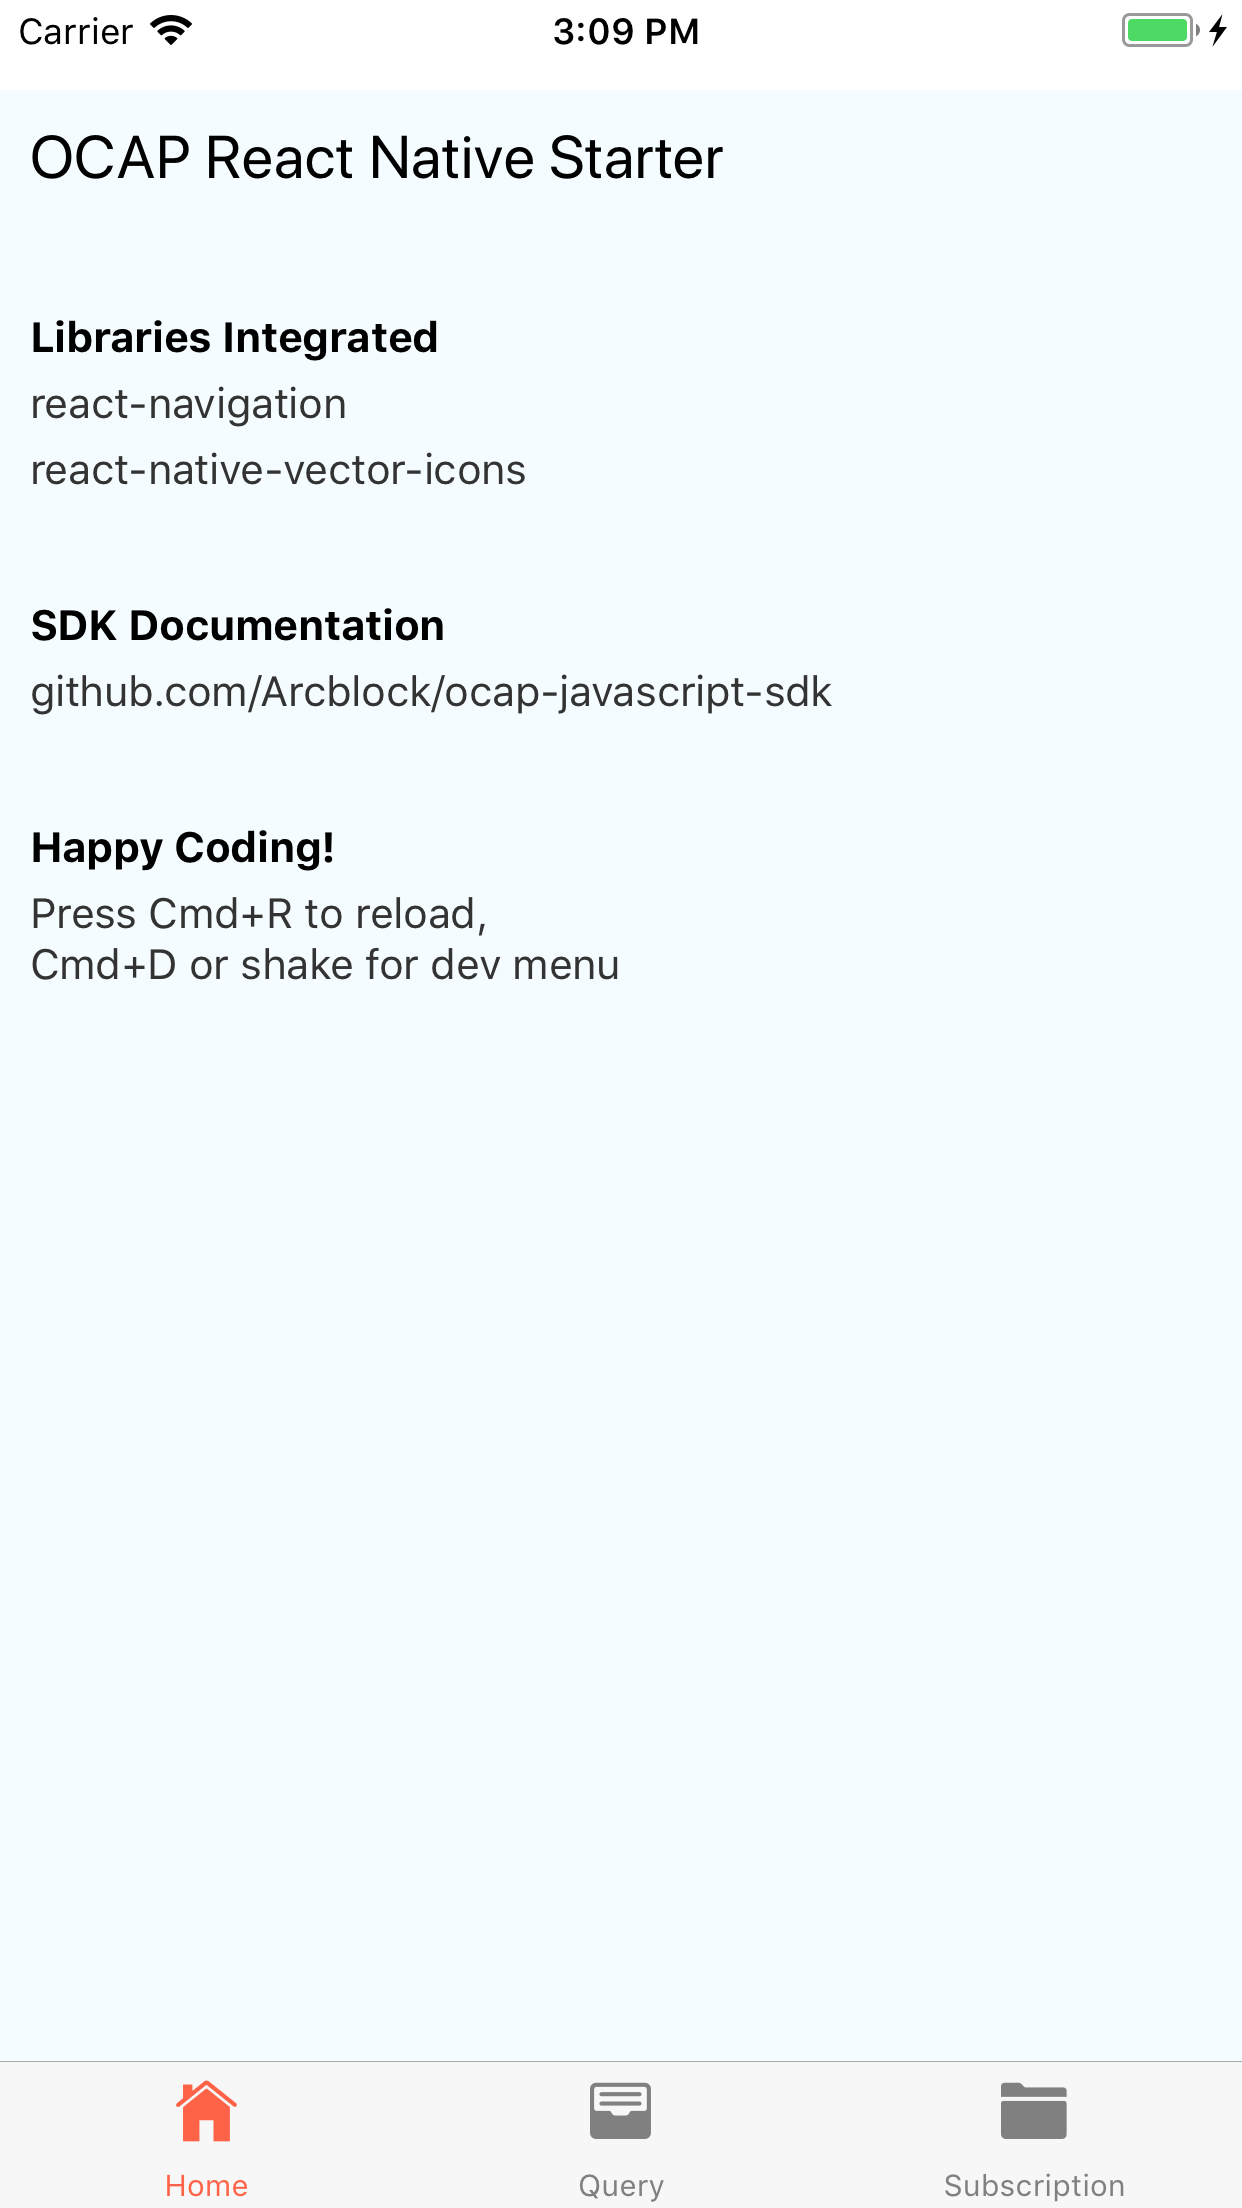 Carrier 3:09 PM
OCAP React Native Starter
Libraries Integrated
react-navigation
react-native-vector-icons
SDK Documentation
github.com/Arcblock/ocap-javascript-sdk
Happy Coding!
Press Cmd+R to reload,
Cmd+D or shake for dev menu
Home Query Subscription